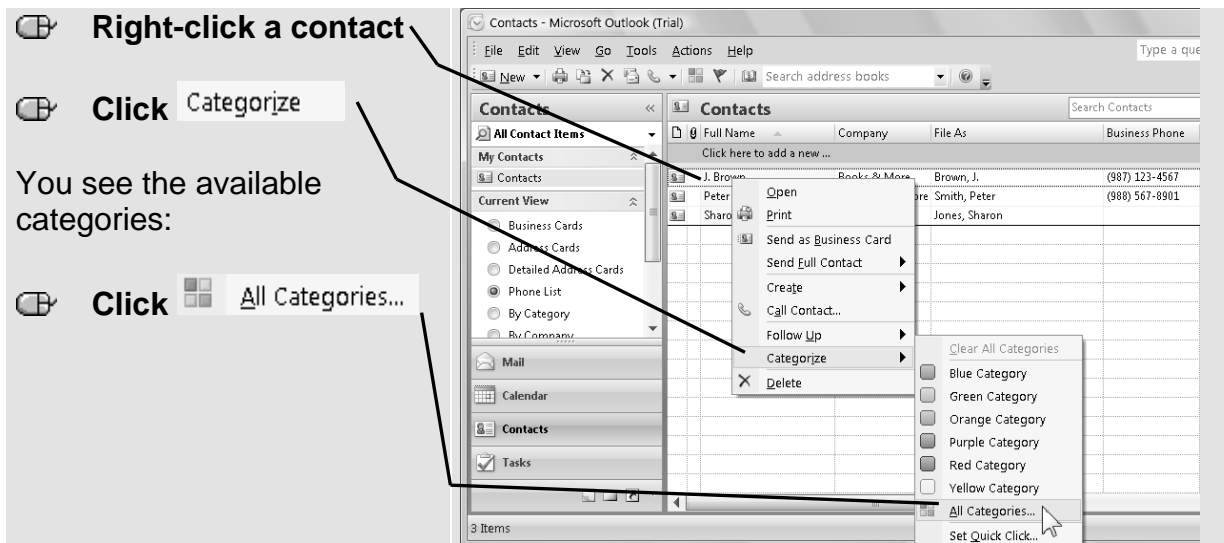 Right-click a contact
Click Categorize
You see the available
categories:
Click All Categories...
Contacts - Microsoft Outlook (Trial)
File Edit View Go Tools Actions Help Type a que
New Search address books
Contacts «
All Contact Items
My Contacts
Contacts
Current View
Business Cards
Address Cards
Detailed Address Cards
Phone List
By Category
By Company
Mail
Calendar
Contacts
Tasks
Contacts Search Contacts
Full Name Company File As Business Phone
Click here to add a new ...
J. Brown Books & More Brown, J. (987) 123-4567
Peter re Smith, Peter (988) 567-8901
Sharo Jones, Sharon
Open
Print
Send as Business Card
Send Full Contact
Create
Call Contact...
Follow Up
Categorize
Delete
Clear All Categories
Blue Category
Green Category
Orange Category
Purple Category
Red Category
Yellow Category
All Categories...
Set Quick Click...
3 Items